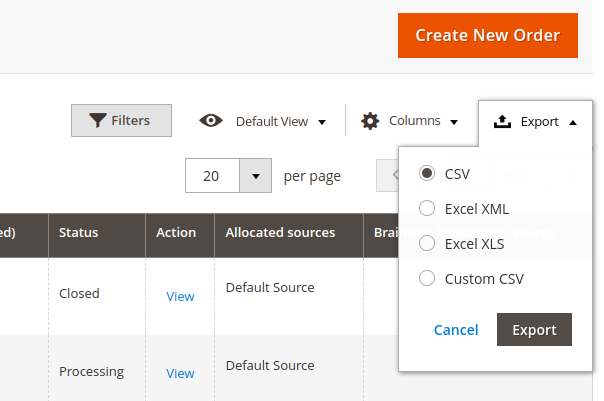 Create New Order
Filters
Default View
Columns
Export
20
per page
CSV
Excel XML
Excel XLS
Custom CSV
Cancel
Export
ed)
Status
Action
Allocated sources
Closed
View
Default Source
Processing
View
Default Source